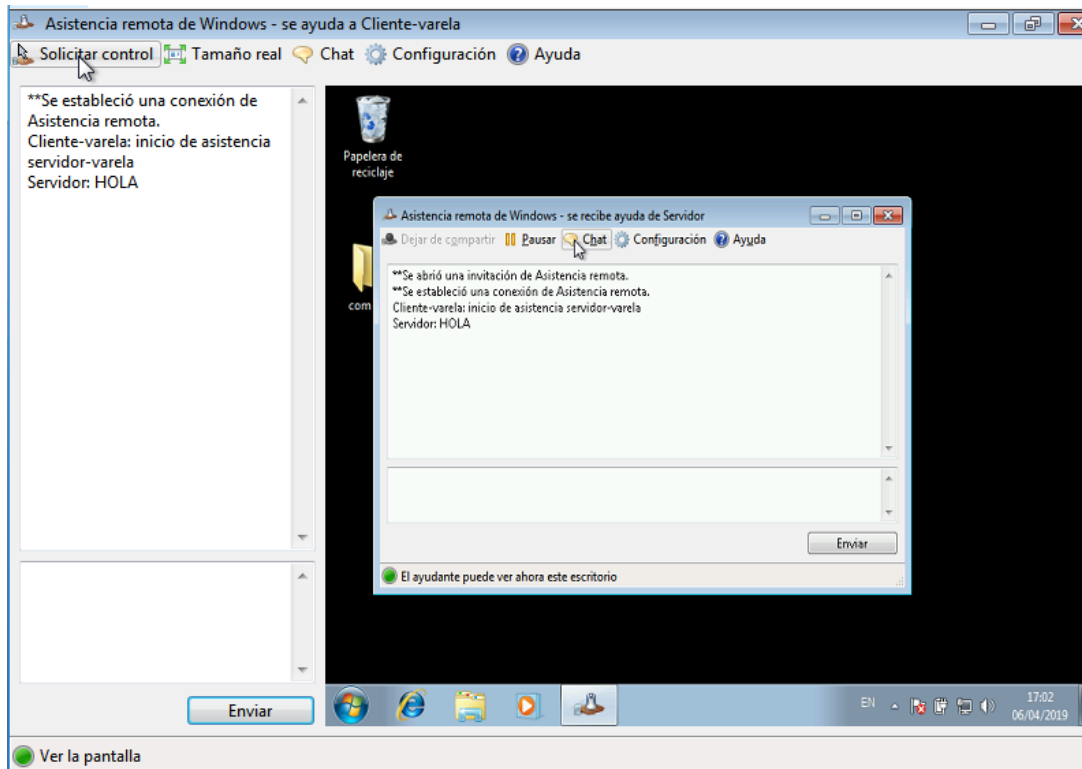 Asistencia remota de Windows - se ayuda a Cliente-varela
Solicitar control Tamaño real Chat Configuración Ayuda
**Se estableció una conexión de
Asistencia remota.
Cliente-varela: inicio de asistencia
servidor-varela
Servidor: HOLA
Enviar
Ver la pantalla
Papelera de
reciclaje
com
Asistencia remota de Windows - se recibe ayuda de Servidor
Dejar de compartir Pausar Chat Configuración Ayuda
**Se abrió una invitación de Asistencia remota.
**Se estableció una conexión de Asistencia remota.
Cliente-varela: inicio de asistencia servidor-varela
Servidor: HOLA
Enviar
El ayudante puede ver ahora este escritorio
EN
17:02
06/04/2019